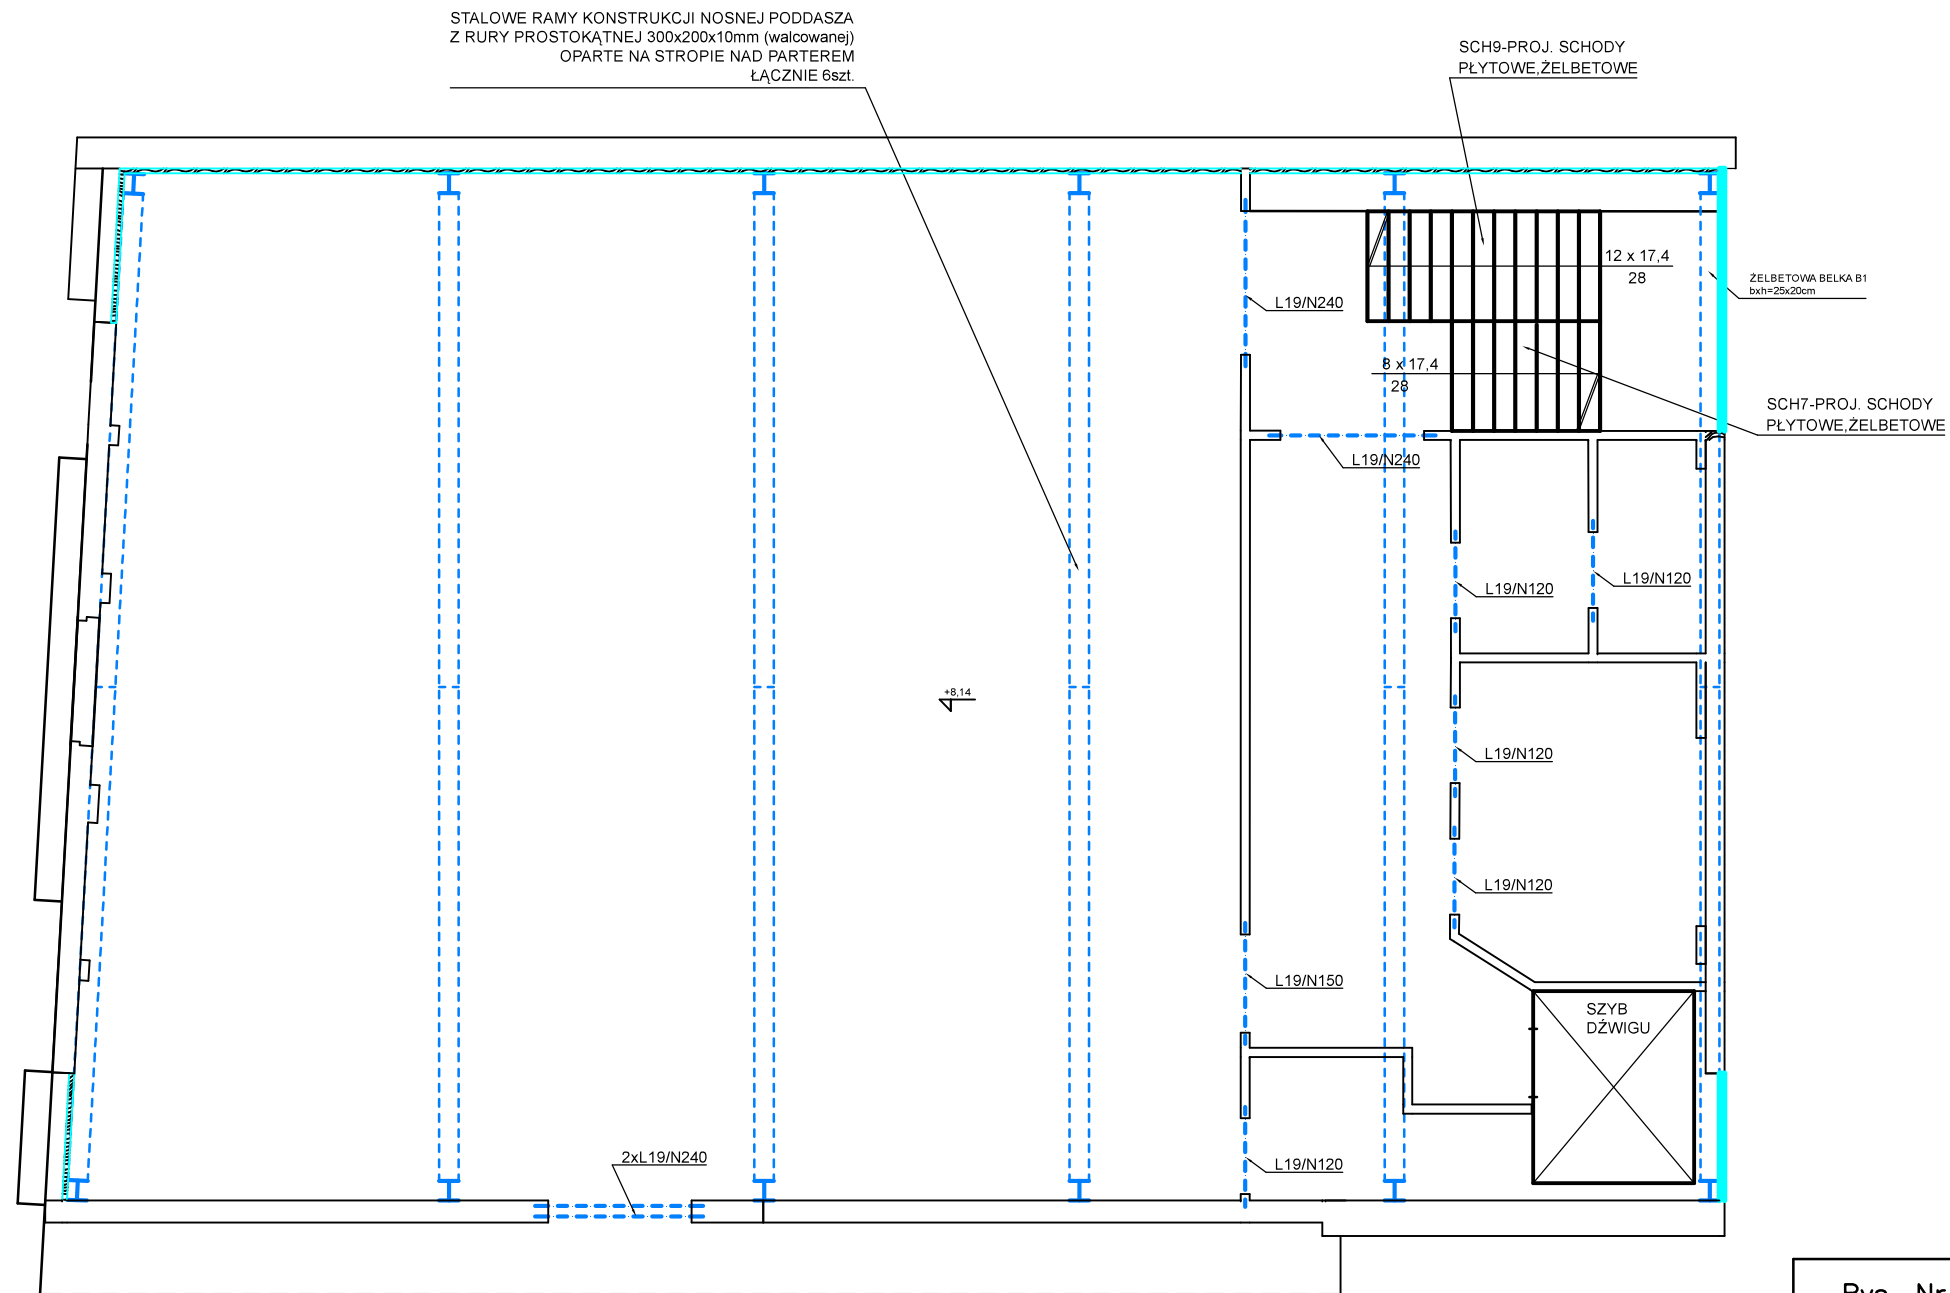 STALOWE RAMY KONSTRUKCJI NOSNEJ PODDASZA
Z RURY PROSTOKĄTNEJ 300x200x10mm (walcowanej)
OPARTE NA STROPIE NAD PARTEREM
ŁĄCZNIE 6szt.
SCH9-PROJ. SCHODY
PŁYTOWE,ŻELBETOWE
12 x 17,4
28
ŻELBETOWA BELKA B1
bxh=25x20cm
L19/N240
8 x 17,4
28
SCH7-PROJ. SCHODY
PŁYTOWE,ŻELBETOWE
L19/N240
L19/N120
L19/N120
+8,14
L19/N120
L19/N120
L19/N150
SZYB
DŹWIGU
2xL19/N240
L19/N120
Rys. Nr